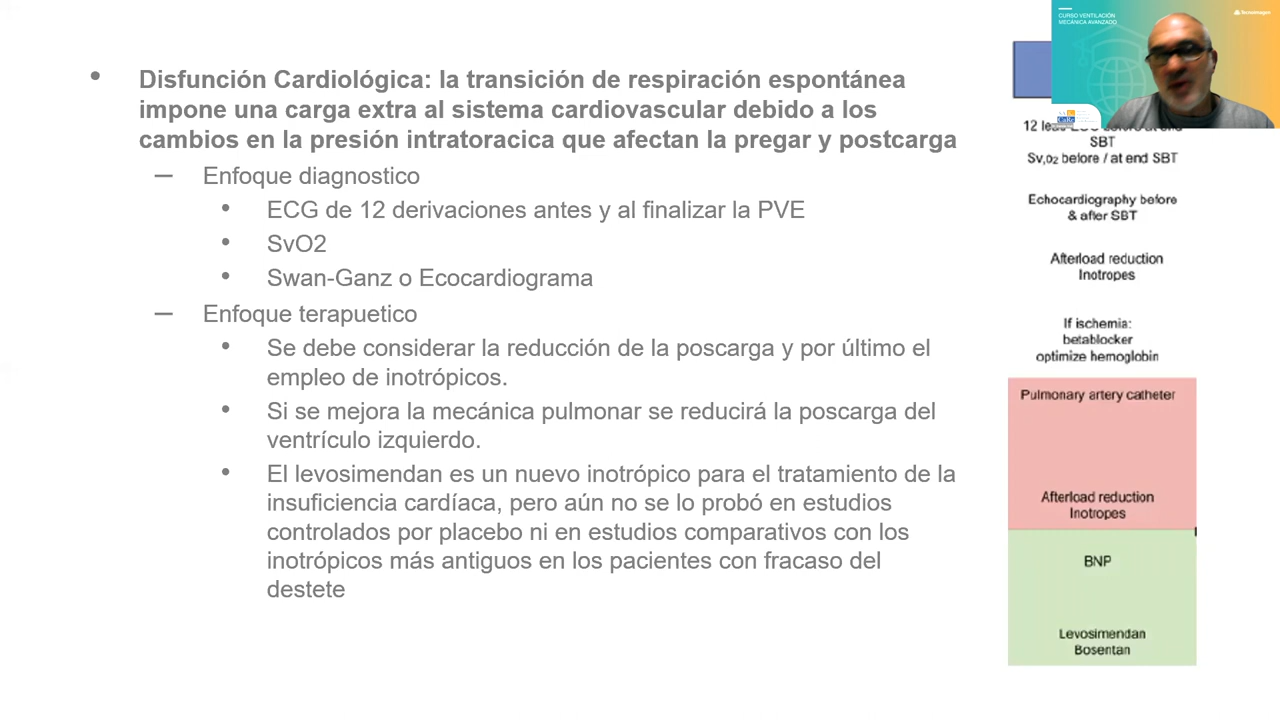 Disfunción Cardiológica: la transición de respiración espontánea
impone una carga extra al sistema cardiovascular debido a los
cambios en la presión intratoracica que afectan la pregar y postcarga
Enfoque diagnostico
ECG de 12 derivaciones antes y al finalizar la PVE
SvO2
Swan-Ganz o Ecocardiograma
Enfoque terapuetico
Se debe considerar la reducción de la poscarga y por último el
empleo de inotrópicos.
Si se mejora la mecánica pulmonar se reducirá la poscarga del
ventrículo izquierdo.
El levosimendan es un nuevo inotrópico para el tratamiento de la
insuficiencia cardíaca, pero aún no se lo probó en estudios
controlados por placebo ni en estudios comparativos con los
inotrópicos más antiguos en los pacientes con fracaso del
destete
CURSO VENTILACIÓN
MECÁNICA AVANZADO
12
SBT
Sv,o₂ before / at end SBT
Echocardiography before
& after SBT
Afterload reduction
Inotropes
If ischemia:
betablocker
optimize hemoglobin
Pulmonary artery catheter
Afterload reduction
Inotropes
BNP
Levosimendan
Bosentan